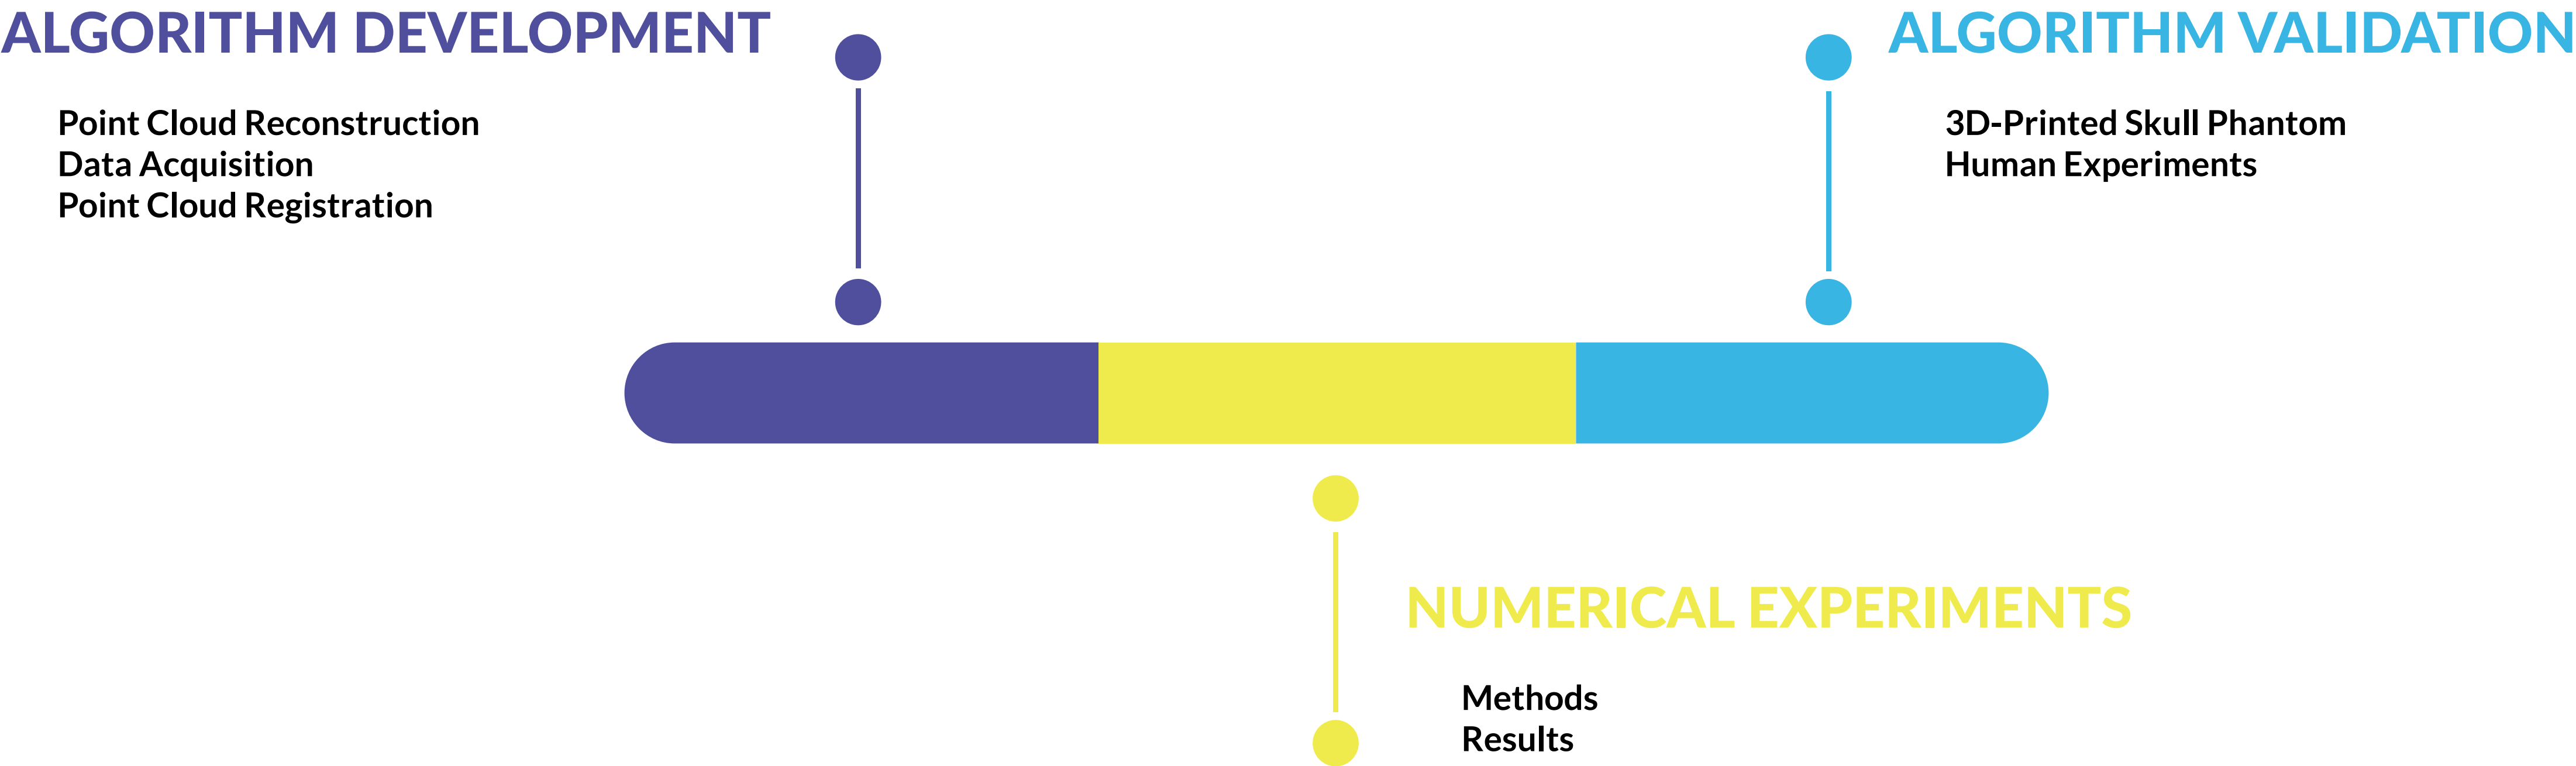 ALGORITHM DEVELOPMENT
Point Cloud Reconstruction
Data Acquisition
Point Cloud Registration
ALGORITHM VALIDATION
3D-Printed Skull Phantom
Human Experiments
NUMERICAL EXPERIMENTS
Methods
Results